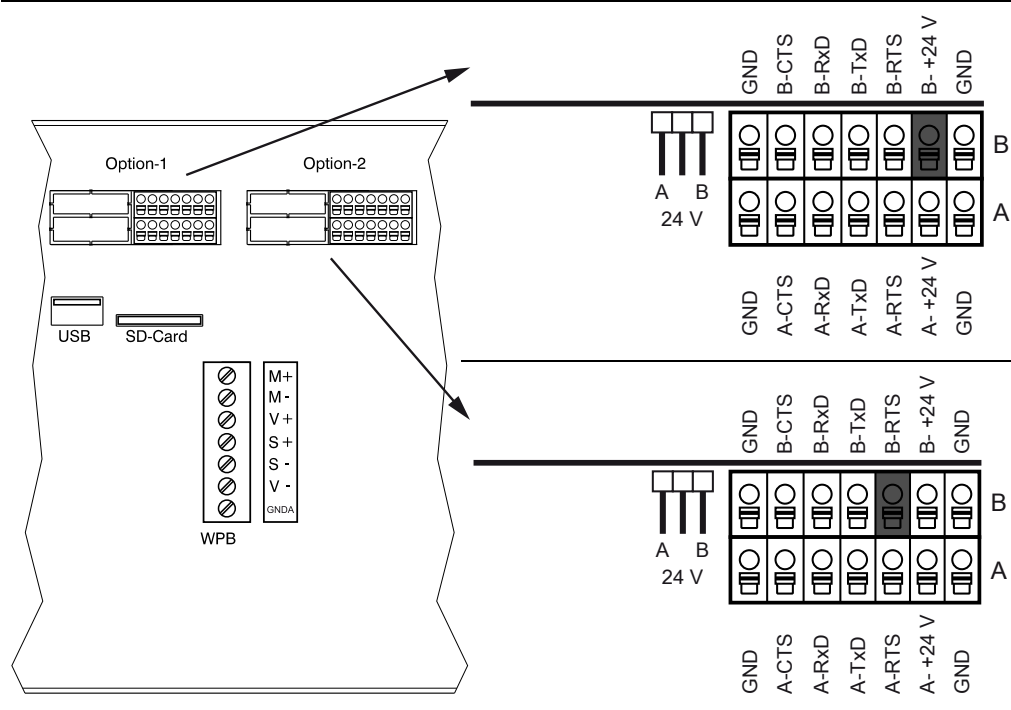 GND
B-CTS
B-RxD
B-TxD
B-RTS
B- +24 V
GND
B
A B
24 V
A
GND
A-CTS
A-RxD
A-TxD
A-RTS
A- +24 V
GND
Option-1 Option-2
USB SD-Card
M+
M -
V +
S +
S -
V -
GNDA
WPB
GND
B-CTS
B-RxD
B-TxD
B-RTS
B- +24 V
GND
B
A B
24 V
A
GND
A-CTS
A-RxD
A-TxD
A-RTS
A- +24 V
GND